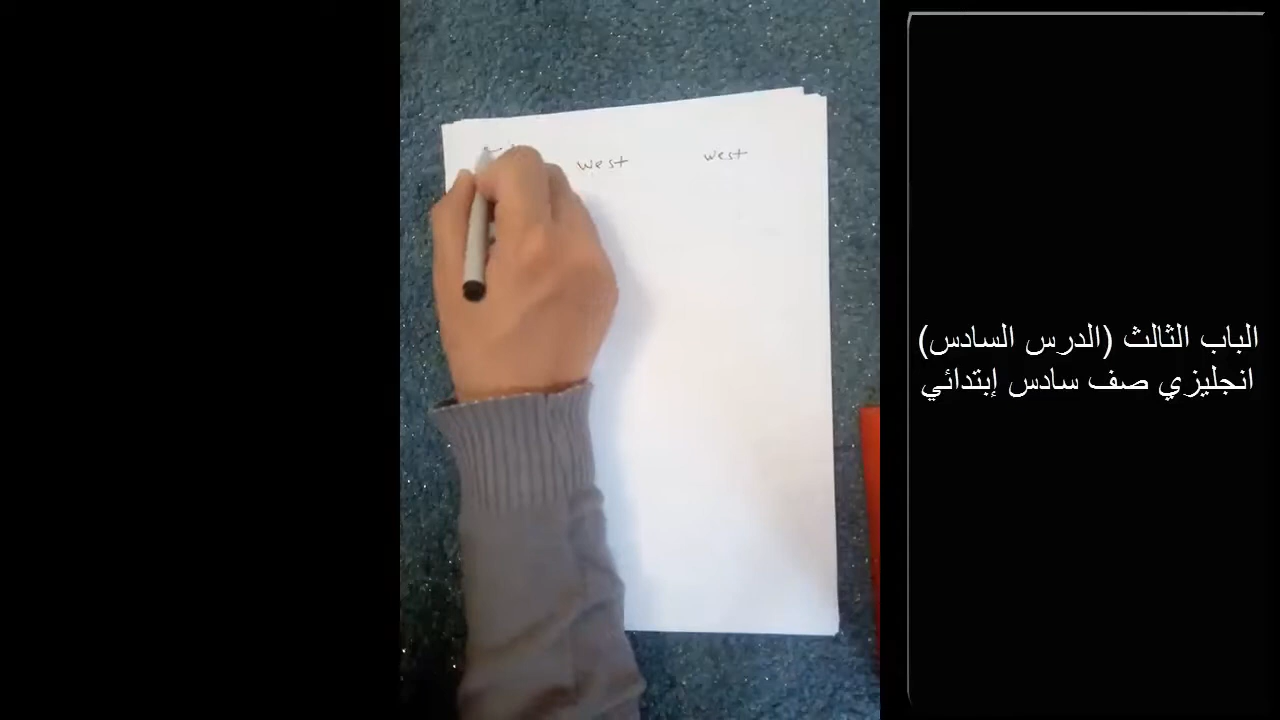 west west
الباب الثالث (الدرس السادس)
انجليزي صف سادس إبتدائي